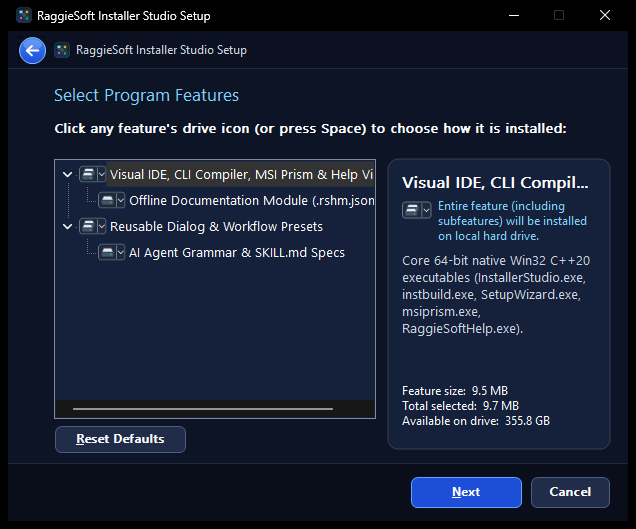 RaggieSoft Installer Studio Setup
RaggieSoft Installer Studio Setup
Select Program Features
Click any feature's drive icon (or press Space) to choose how it is installed:
Visual IDE, CLI Compiler, MSI Prism & Help Vi
Offline Documentation Module (.rshm.json
Reusable Dialog & Workflow Presets
AI Agent Grammar & SKILL.md Specs
Reset Defaults
Visual IDE, CLI Compil...
Entire feature (including
subfeatures) will be installed
on local hard drive.
Core 64-bit native Win32 C++20
executables (InstallerStudio.exe,
instbuild.exe, SetupWizard.exe,
msiprism.exe,
RaggieSoftHelp.exe).
Feature size: 9.5 MB
Total selected: 9.7 MB
Available on drive: 355.8 GB
Next
Cancel